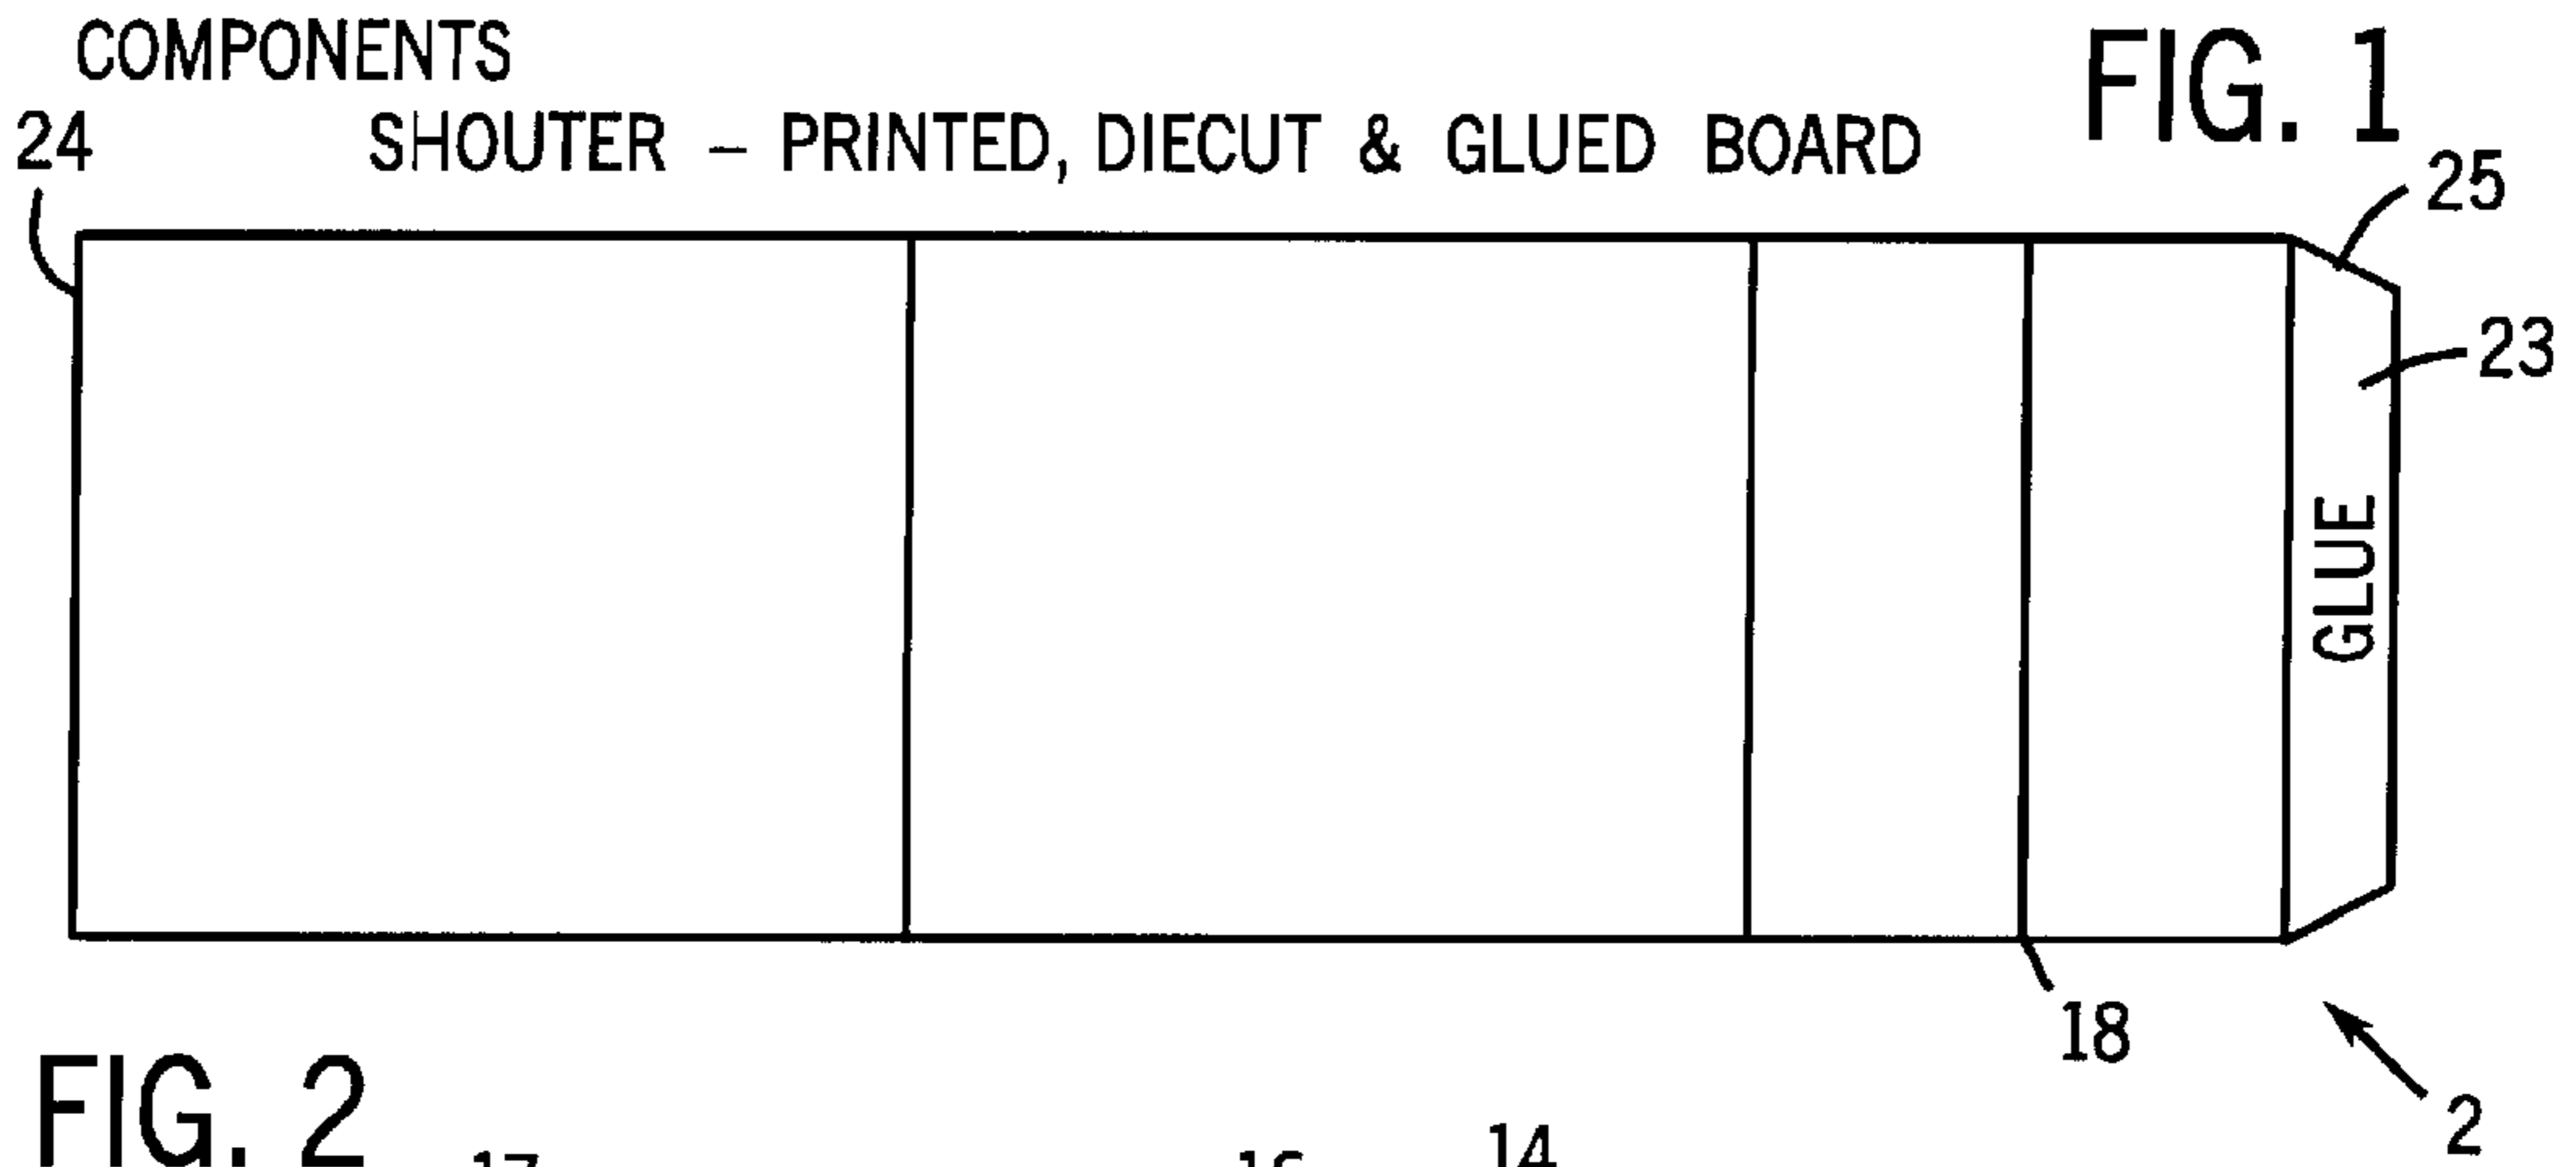 COMPONENTS
FIG. 1
24
SHOUTER – PRINTED, DIECUT & GLUED BOARD
25
23
GLUE
18
2
FIG. 2
14